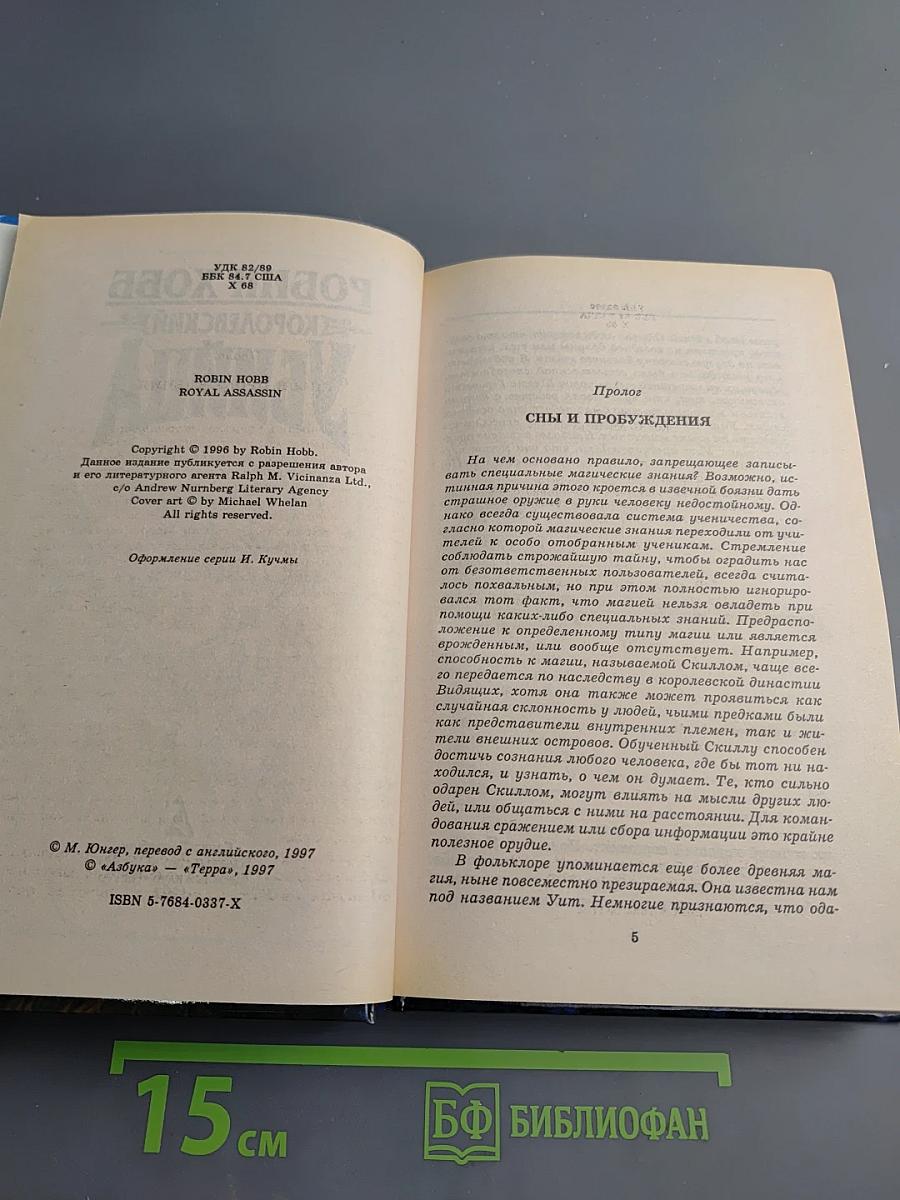 УДК 82/89
ББК 84.7 США
Х 68
РОБИН ХОББ
КОРОЛЕВСКИЙ
УБИЙЦА
ROBIN HOBB
ROYAL ASSASSIN
Copyright © 1996 by Robin Hobb.
Данное издание публикуется с разрешения автора
и его литературного агента Ralph M. Vicinanza Ltd.,
c/o Andrew Nurnberg Literary Agency
Cover art © by Michael Whelan
All rights reserved.
Оформление серии И. Кучмы
© М. Юнгер, перевод с английского, 1997
© «Азбука» — «Терра», 1997
ISBN 5-7684-0337-X
Пролог
СНЫ И ПРОБУЖДЕНИЯ
На чем основано правило, запрещающее записы-
вать специальные магические знания? Возможно, ис-
тинная причина этого кроется в извечной боязни дать
страшное оружие в руки человеку недостойному. Од-
нако всегда существовала система ученичества, со-
гласно которой магические знания переходили от учи-
телей к особо отобранным ученикам. Стремление
соблюдать строжайшую тайну, чтобы оградить нас
от безответственных пользователей, всегда счита-
лось похвальным, но при этом полностью игнориро-
вался тот факт, что магией нельзя овладеть при
помощи каких-либо специальных знаний. Предраспо-
ложение к определенному типу магии или является
врожденным, или вообще отсутствует. Например,
способность к магии, называемой Скиллом, чаще все-
го передается по наследству в королевской династии
Видящих, хотя она также может проявиться как
случайная склонность у людей, чьими предками были
как представители внутренних племен, так и жи-
тели внешних островов. Обученный Скиллу способен
достичь сознания любого человека, где бы тот ни на-
ходился, и узнать, о чем он думает. Те, кто сильно
одарен Скиллом, могут влиять на мысли других лю-
дей, или общаться с ними на расстоянии. Для коман-
дования сражением или сбора информации это крайне
полезное орудие.
В фольклоре упоминается еще более древняя ма-
гия, ныне повсеместно презираемая. Она известна нам
под названием Уит. Немногие признаются, что ода-
5
15 см
БФ БИБЛИОФАН